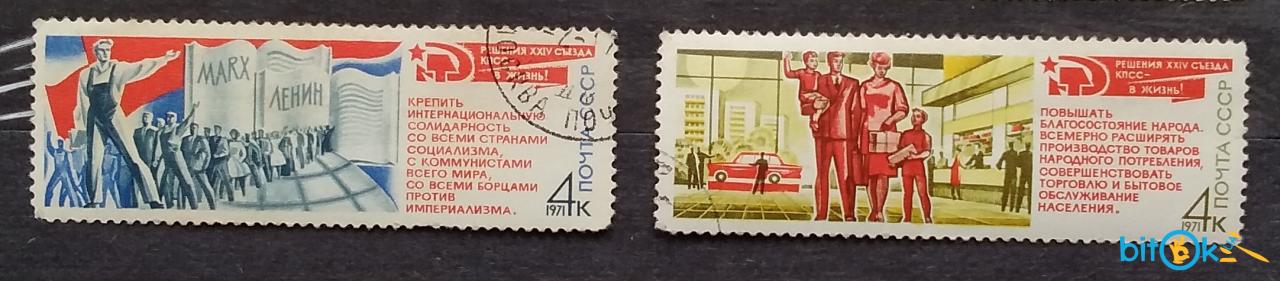 MARX
ЛЕНИН
РЕШЕНИЯ XXIV СЪЕЗДА
КПСС-
В ЖИЗНЬ!
КРЕПИТЬ
ИНТЕРНАЦИОНАЛЬНУЮ
СОЛИДАРНОСТЬ
СО ВСЕМИ СТРАНАМИ
СОЦИАЛИЗМА,
С КОММУНИСТАМИ
ВСЕГО МИРА,
СО ВСЕМИ БОРЦАМИ
ПРОТИВ
ИМПЕРИАЛИЗМА.
1971 4К
ПОЧТА СССР
РЕШЕНИЯ XXIV СЪЕЗДА
КПСС-
В ЖИЗНЬ!
ПОВЫШАТЬ
БЛАГОСОСТОЯНИЕ НАРОДА.
ВСЕМЕРНО РАСШИРЯТЬ
ПРОИЗВОДСТВО ТОВАРОВ
НАРОДНОГО ПОТРЕБЛЕНИЯ,
СОВЕРШЕНСТВОВАТЬ
ТОРГОВЛЮ И БЫТОВОЕ
ОБСЛУЖИВАНИЕ
НАСЕЛЕНИЯ.
1971 4К
ПОЧТА СССР
bitok